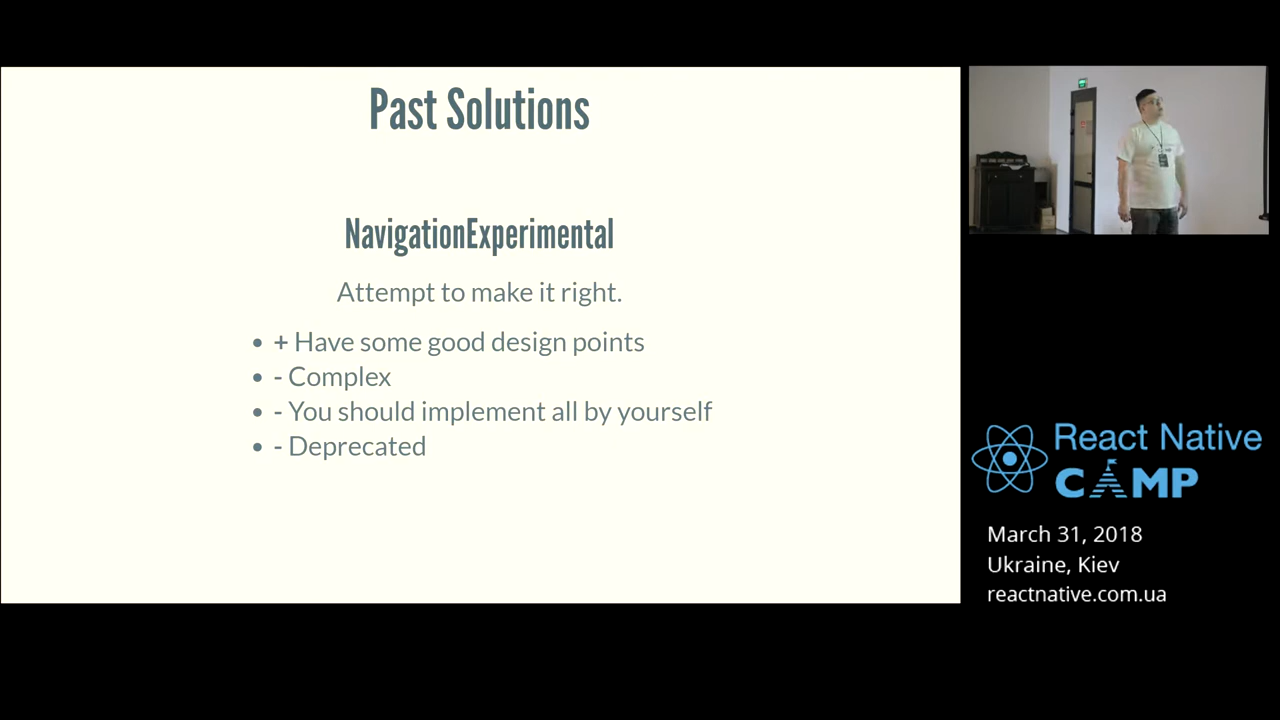 Past Solutions
NavigationExperimental
Attempt to make it right.
• + Have some good design points
• - Complex
• - You should implement all by yourself
• - Deprecated
React Native
CAMP
March 31, 2018
Ukraine, Kiev
reactnative.com.ua